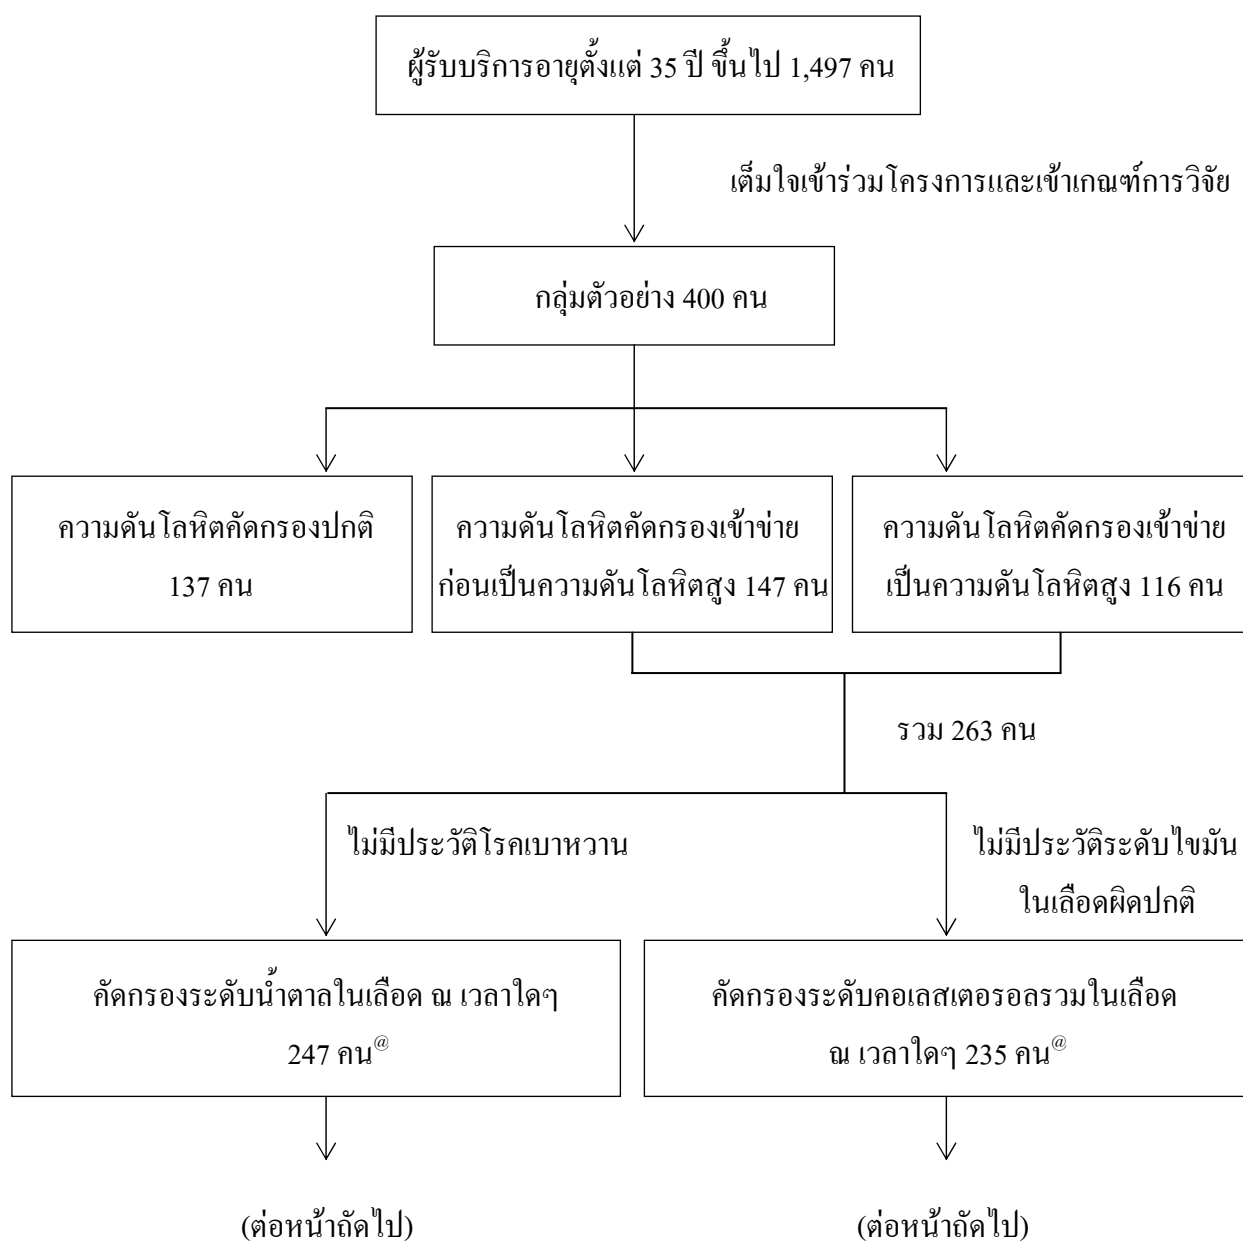 ผู้รับบริการอายุตั้งแต่ 35 ปี ขึ้นไป 1,497 คน
เต็มใจเข้าร่วมโครงการและเข้าเกณฑ์การวิจัย
กลุ่มตัวอย่าง 400 คน
ความดันโลหิตคัดกรองปกติ
137 คน
ความดันโลหิตคัดกรองเข้าข่าย
ก่อนเป็นความดันโลหิตสูง 147 คน
ความดันโลหิตคัดกรองเข้าข่าย
เป็นความดันโลหิตสูง 116 คน
รวม 263 คน
ไม่มีประวัติโรคเบาหวาน
ไม่มีประวัติระดับไขมัน
ในเลือดผิดปกติ
คัดกรองระดับน้ำตาลในเลือด ณ เวลาใดๆ
247 คน@
คัดกรองระดับคอเลสเตอรอลรวมในเลือด
ณ เวลาใดๆ 235 คน@
(ต่อหน้าถัดไป)
(ต่อหน้าถัดไป)